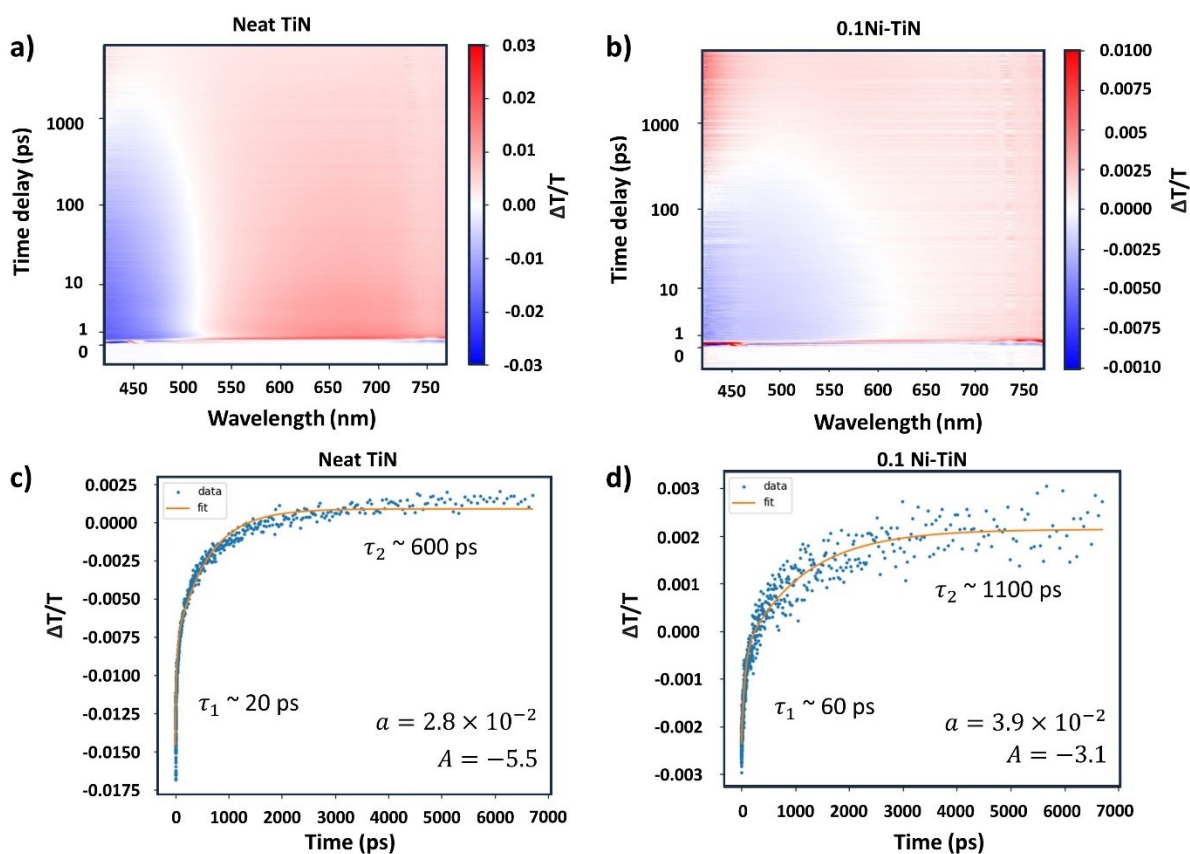 a)
Neat TiN
Time delay (ps)
1000
100
10
1
0
450 500 550 600 650 700 750
Wavelength (nm)
0.03
0.02
0.01
0.00
-0.01
-0.02
-0.03
ΔT/T
b)
0.1Ni-TiN
Time delay (ps)
1000
100
10
1
0
450 500 550 600 650 700 750
Wavelength (nm)
0.0100
0.0075
0.005
0.0025
0.0000
-0.0025
-0.0050
-0.0075
-0.0010
ΔT/T
c)
Neat TiN
data
fit
ΔT/T
0.0025
0.0000
-0.0025
-0.0050
-0.0075
-0.0100
-0.0125
-0.0150
-0.0175
τ₂ ~ 600 ps
τ₁ ~ 20 ps
a = 2.8 × 10⁻²
A = −5.5
0 1000 2000 3000 4000 5000 6000 7000
Time (ps)
d)
0.1 Ni-TiN
data
fit
ΔT/T
0.003
0.002
0.001
0.000
-0.001
-0.002
-0.003
τ₂ ~ 1100 ps
τ₁ ~ 60 ps
a = 3.9 × 10⁻²
A = −3.1
0 1000 2000 3000 4000 5000 6000 7000
Time (ps)